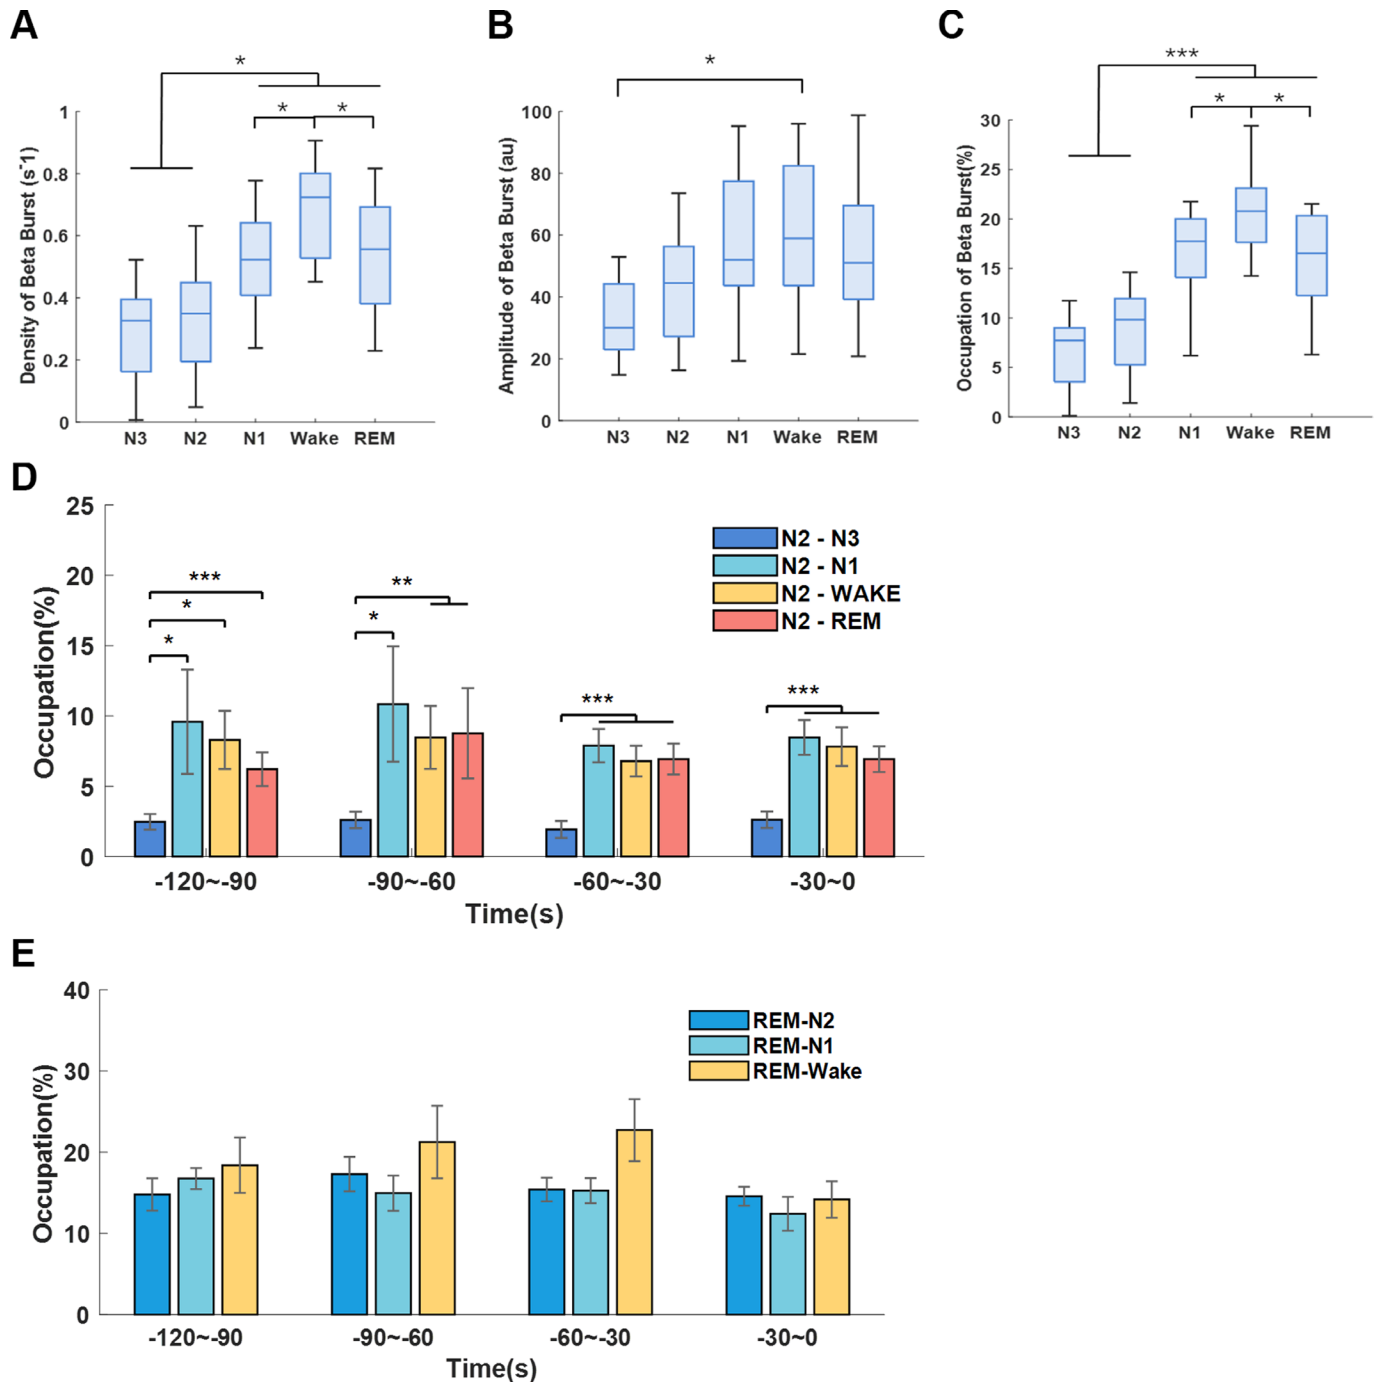 A
Density of Beta Burst (s⁻1)
1
0.8
0.6
0.4
0.2
0
*
*
*
N3 N2 N1 Wake REM
B
Amplitude of Beta Burst (au)
100
80
60
40
20
0
*
N3 N2 N1 Wake REM
C
Occupation of Beta Burst(%)
30
25
20
15
10
5
0
***
*
*
N3 N2 N1 Wake REM
D
Occupation(%)
25
20
15
10
5
0
***
*
*
**
*
***
***
N2 - N3
N2 - N1
N2 - WAKE
N2 - REM
-120~-90 -90~-60 -60~-30 -30~0
Time(s)
E
Occupation(%)
40
30
20
10
0
REM-N2
REM-N1
REM-Wake
-120~-90 -90~-60 -60~-30 -30~0
Time(s)